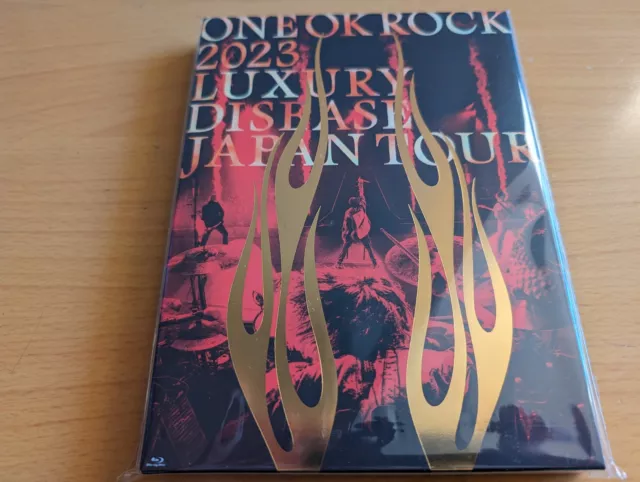 ONE OK ROCK
2023
LUXURY
DISEASE
JAPAN TOUR